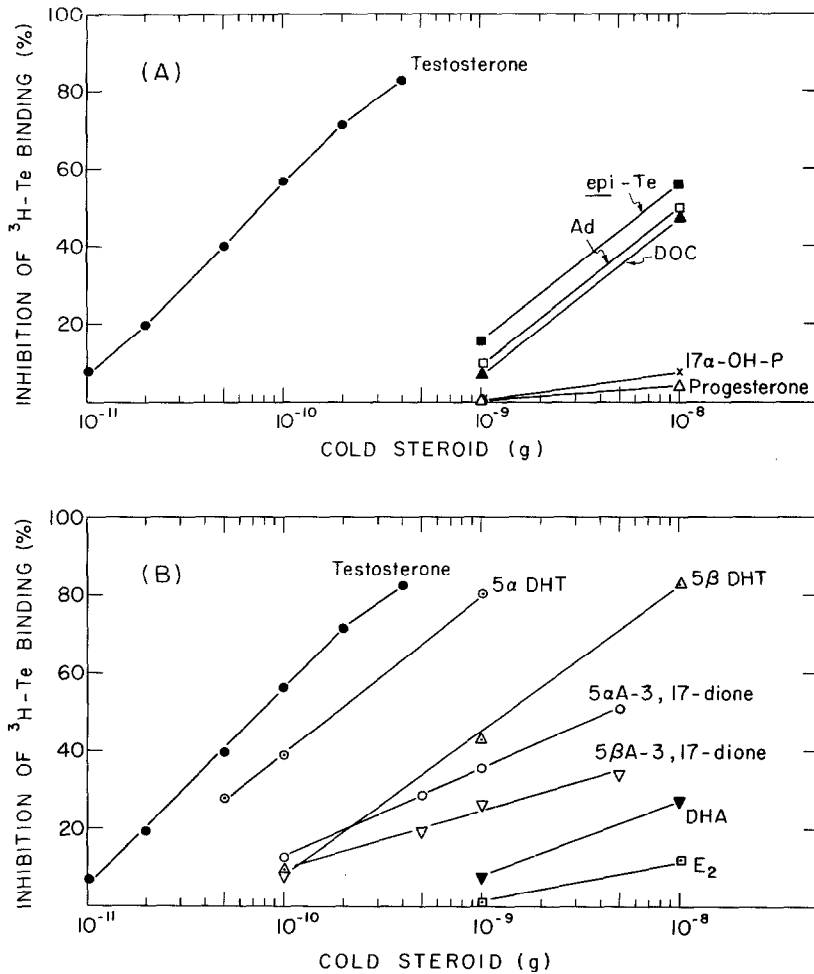 (A)
INHIBITION OF ³H-Te BINDING (%)
100
80
60
40
20
Testosterone
epi-Te
Ad
DOC
17α-OH-P
Progesterone
10⁻¹¹
10⁻¹⁰
10⁻⁹
10⁻⁸
COLD STEROID (g)
(B)
INHIBITION OF ³H-Te BINDING (%)
100
80
60
40
20
Testosterone
5α DHT
5β DHT
5αA-3, 17-dione
5βA-3, 17-dione
DHA
E₂
10⁻¹¹
10⁻¹⁰
10⁻⁹
10⁻⁸
COLD STEROID (g)